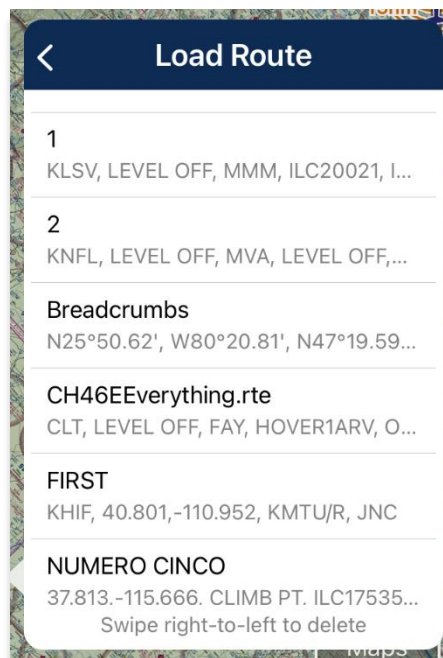 Load Route
1
KLSV, LEVEL OFF, MMM, ILC20021, I...
2
KNFL, LEVEL OFF, MVA, LEVEL OFF,...
Breadcrumbs
N25°50.62', W80°20.81', N47°19.59...
CH46EEverything.rte
CLT, LEVEL OFF, FAY, HOVER1ARV, O...
FIRST
KHIF, 40.801,-110.952, KMTU/R, JNC
NUMERO CINCO
37.813,-115.666, CLIMB PT, ILC17535...
Swipe right-to-left to delete
Maps